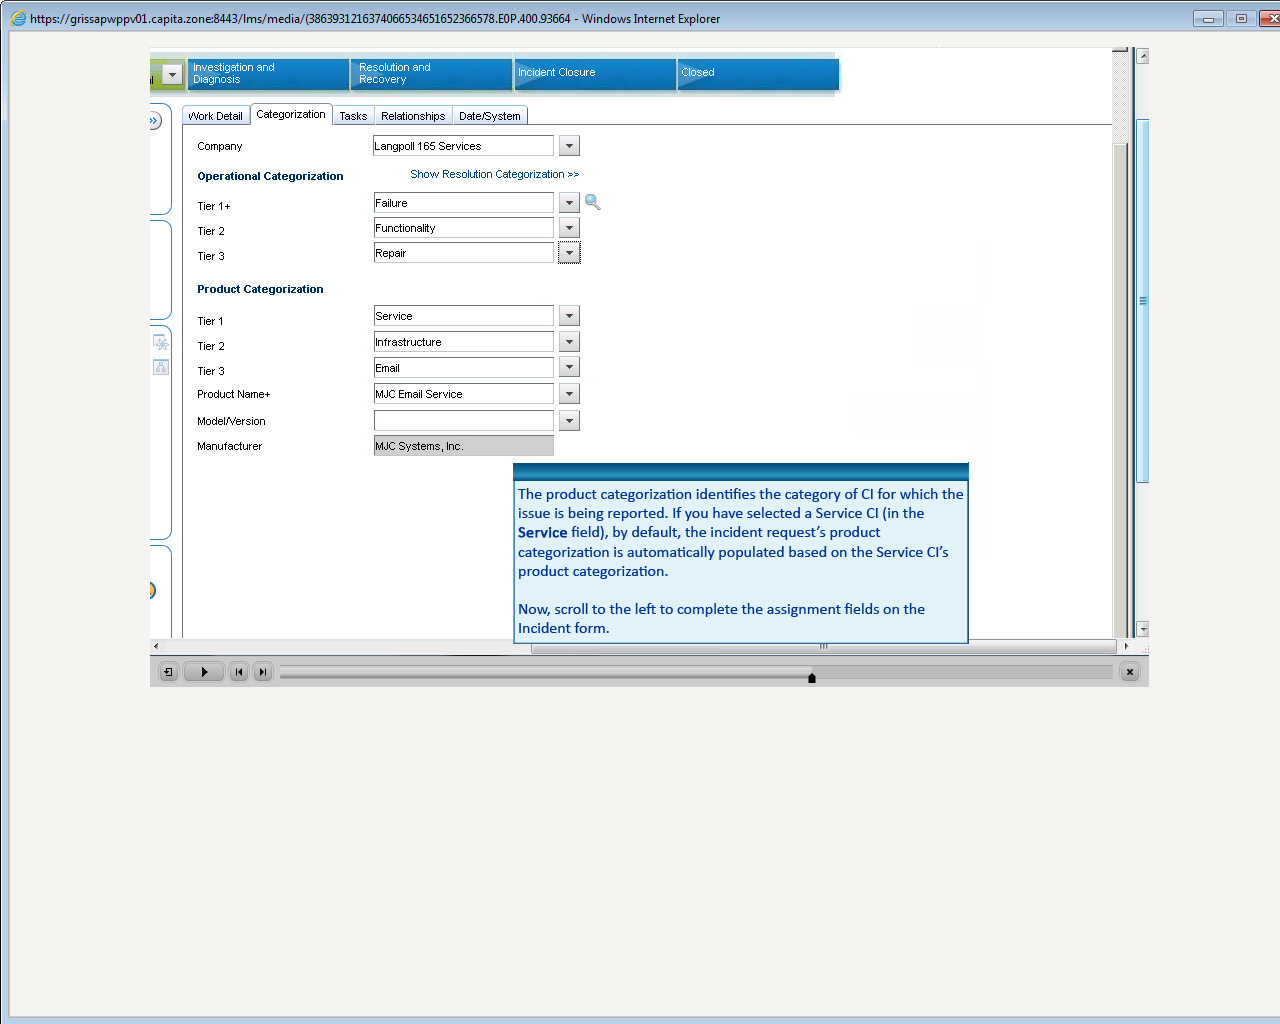 https://grissapwppv01.capita.zone:8443/lms/media/(3863931216374066534651652366578.E0P.400.93664 - Windows Internet Explorer
Investigation and
Diagnosis
Resolution and
Recovery
Incident Closure
Closed
Work Detail
Categorization
Tasks
Relationships
Date/System
Company
Langpoll 165 Services
Operational Categorization
Show Resolution Categorization >>
Tier 1+
Failure
Tier 2
Functionality
Tier 3
Repair
Product Categorization
Tier 1
Service
Tier 2
Infrastructure
Tier 3
Email
Product Name+
MJC Email Service
Model/Version
Manufacturer
MJC Systems, Inc.
The product categorization identifies the category of CI for which the
issue is being reported. If you have selected a Service CI (in the
Service field), by default, the incident request’s product
categorization is automatically populated based on the Service CI’s
product categorization.
Now, scroll to the left to complete the assignment fields on the
Incident form.